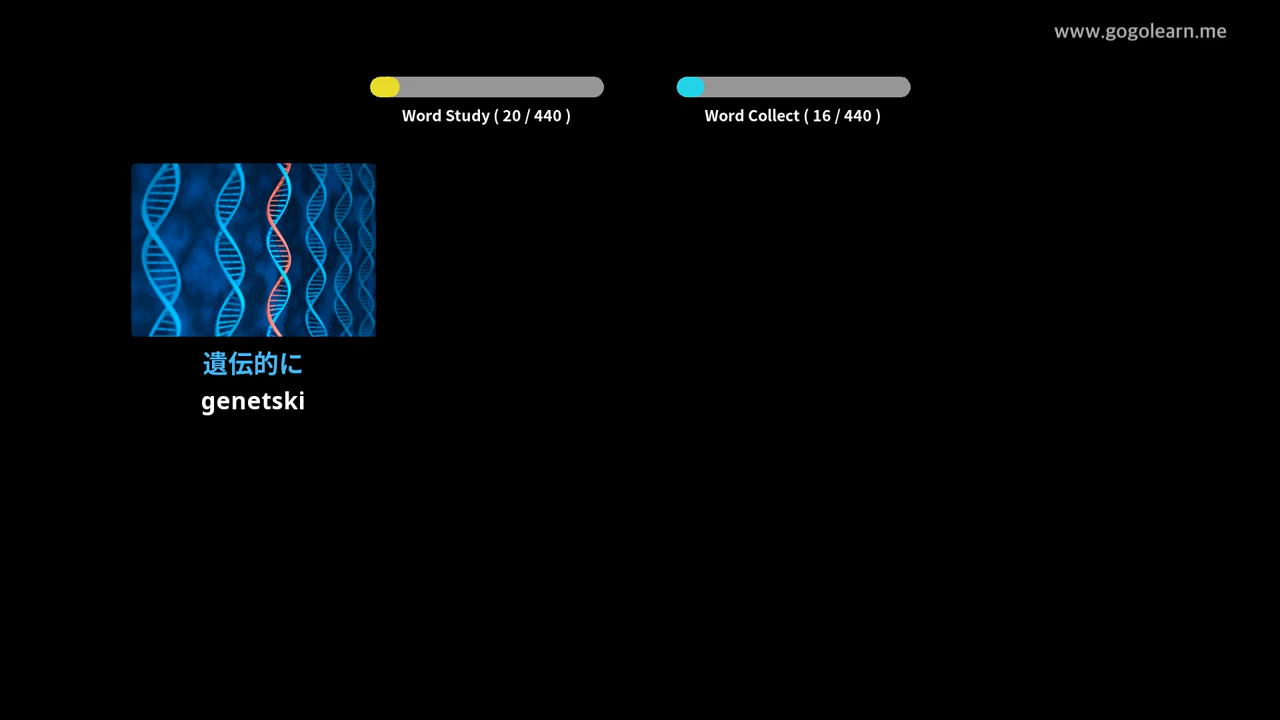 www.gogolearn.me
Word Study ( 20 / 440 )
Word Collect ( 16 / 440 )
遺伝的に
genetski